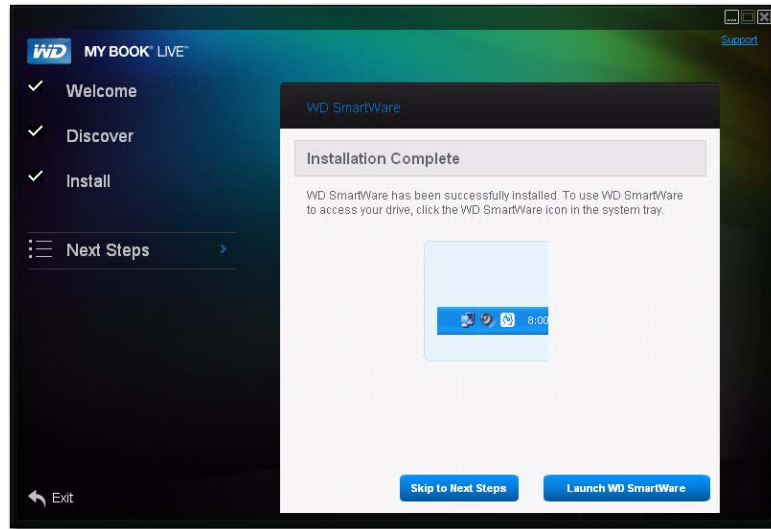 Support
WD MY BOOK® LIVE™
Welcome
Discover
Install
Next Steps
Exit
WD SmartWare
Installation Complete
WD SmartWare has been successfully installed. To use WD SmartWare
to access your drive, click the WD SmartWare icon in the system tray.
8:00
Skip to Next Steps
Launch WD SmartWare